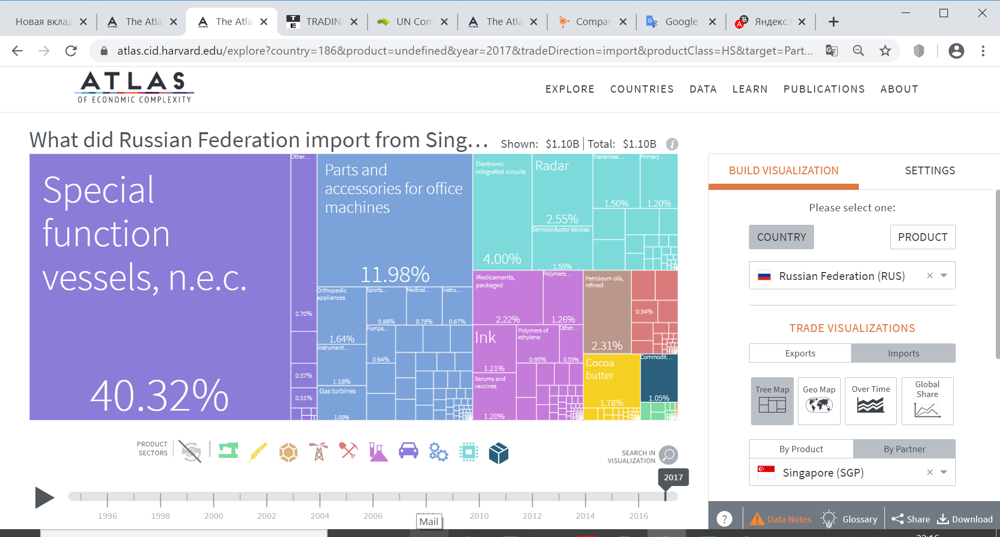 Новая вклад
The Atla
The Atla
TE
TRADIN
UN Com
The Atla
Compar
Google
Яндекс.
atlas.cid.harvard.edu/explore?country=186&product=undefined&year=2017&tradeDirection=import&productClass=HS&target=Part...
ATLAS
OF ECONOMIC COMPLEXITY
EXPLORE
COUNTRIES
DATA
LEARN
PUBLICATIONS
ABOUT
What did Russian Federation import from Sing...
Shown: $1.10B | Total: $1.10B
Special
function
vessels, n.e.c.
40.32%
Other...
2.70%
0.37%
0.31%
Parts and
accessories for office
machines
11.98%
Orthopedic
appliances
1.64%
Sports...
0.88%
Medical...
0.79%
Instru...
0.67%
Pumps...
0.64%
Instrument...
1.18%
Gas turbines
1.00%
Electronic
integrated circuits
4.00%
Radar
2.55%
Semiconductor devices
1.55%
Transmissi...
1.50%
Primary...
1.20%
Medicaments,
packaged
2.22%
Polymers...
1.26%
Ink
1.21%
Polymers of
ethylene
0.95%
Other...
0.53%
Serums and
vaccines
1.20%
Petroleum oils,
refined
2.31%
0.34%
Cocoa
butter
1.78%
Commodit...
1.05%
PRODUCT
SECTORS
SEARCH IN
VISUALIZATION
2017
1996
1998
2000
2002
2004
2006
2010
2012
2014
2016
Mail
BUILD VISUALIZATION
SETTINGS
Please select one:
COUNTRY
PRODUCT
Russian Federation (RUS)
TRADE VISUALIZATIONS
Exports
Imports
Tree Map
Geo Map
Over Time
Global
Share
By Product
By Partner
Singapore (SGP)
?
Data Notes
Glossary
Share
Download